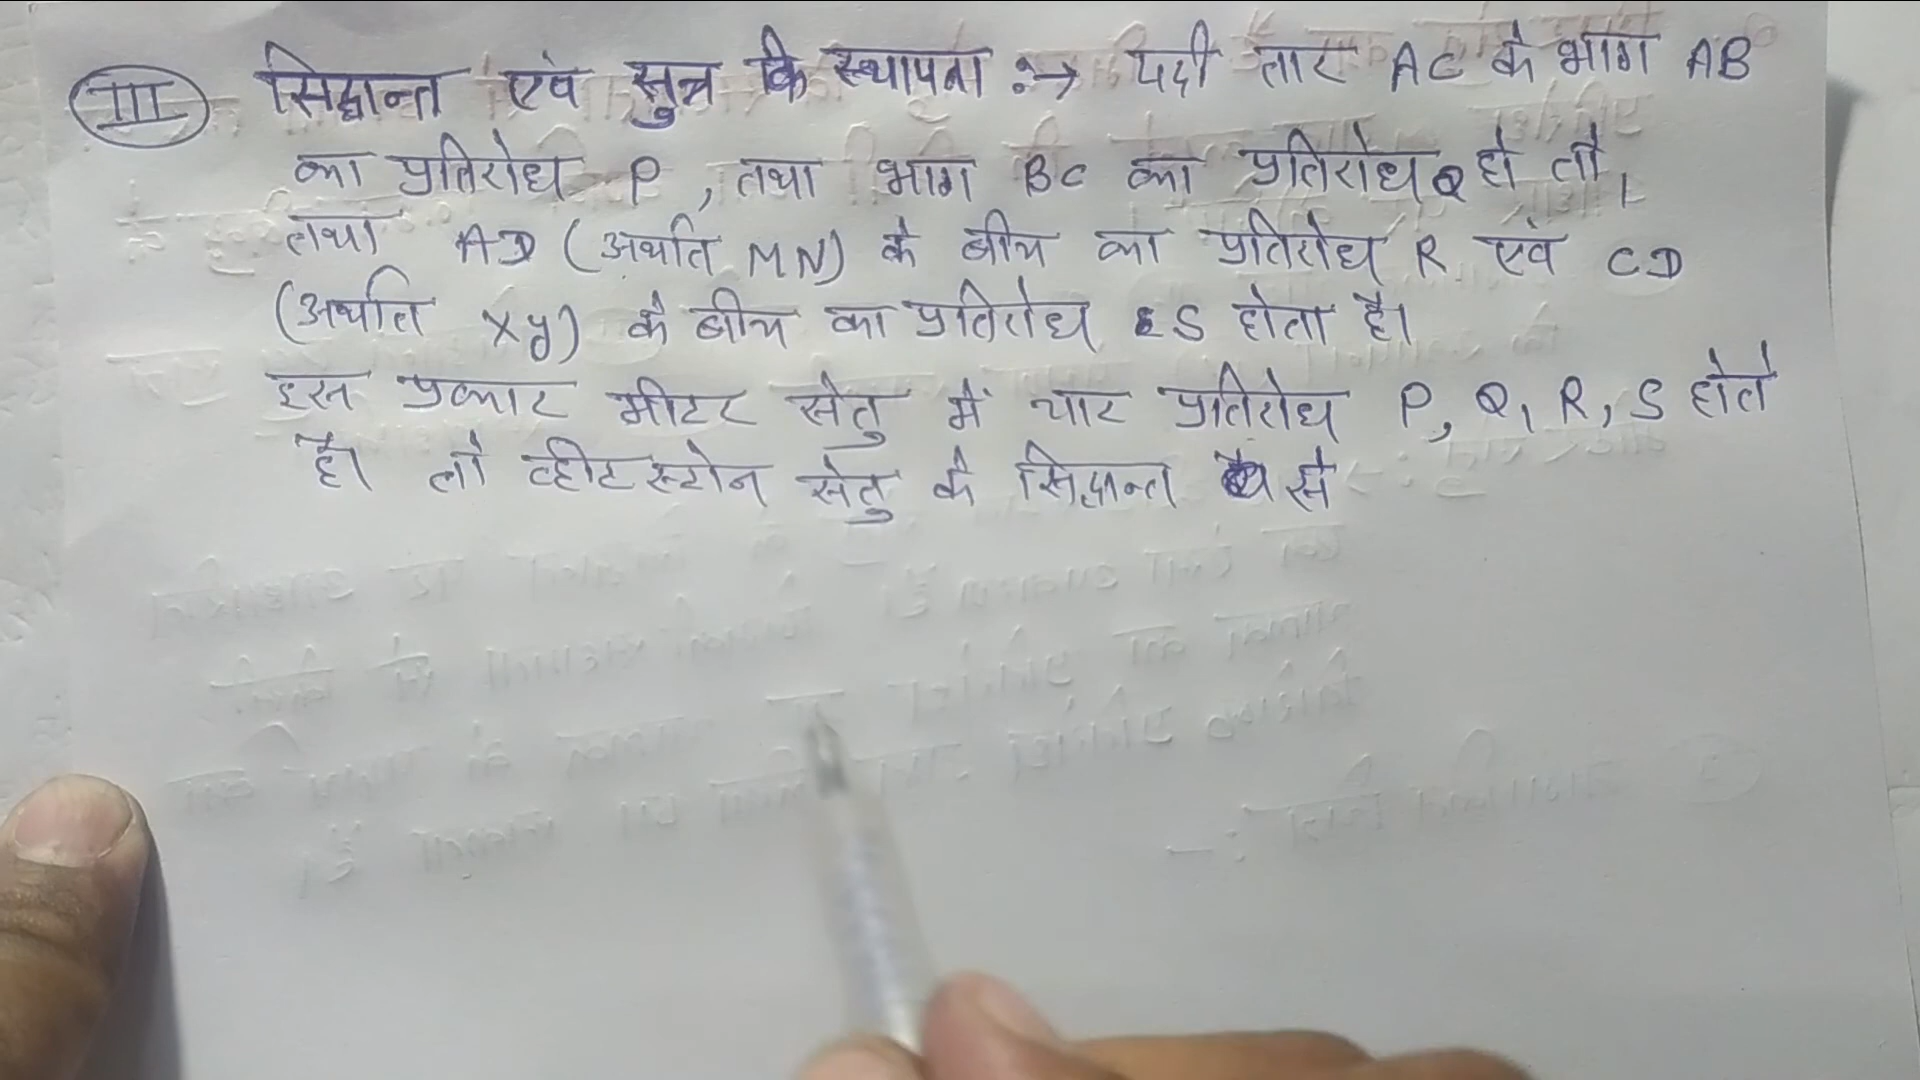 III सिद्धान्त एवं सुत्र कि स्थापना :→ यदी तार AC के भाग AB
का प्रतिरोध P, तथा भाग BC का प्रतिरोध Q हो तो,
तथा AD (अर्थात MN) के बीच का प्रतिरोध R एवं CD
(अर्थात xy) के बीच का प्रतिरोध S होता है।
इस प्रकार मीटर सेतु में चार प्रतिरोध P, Q, R, S होते
है। तो व्हीटस्टोन सेतु के सिद्धान्त से